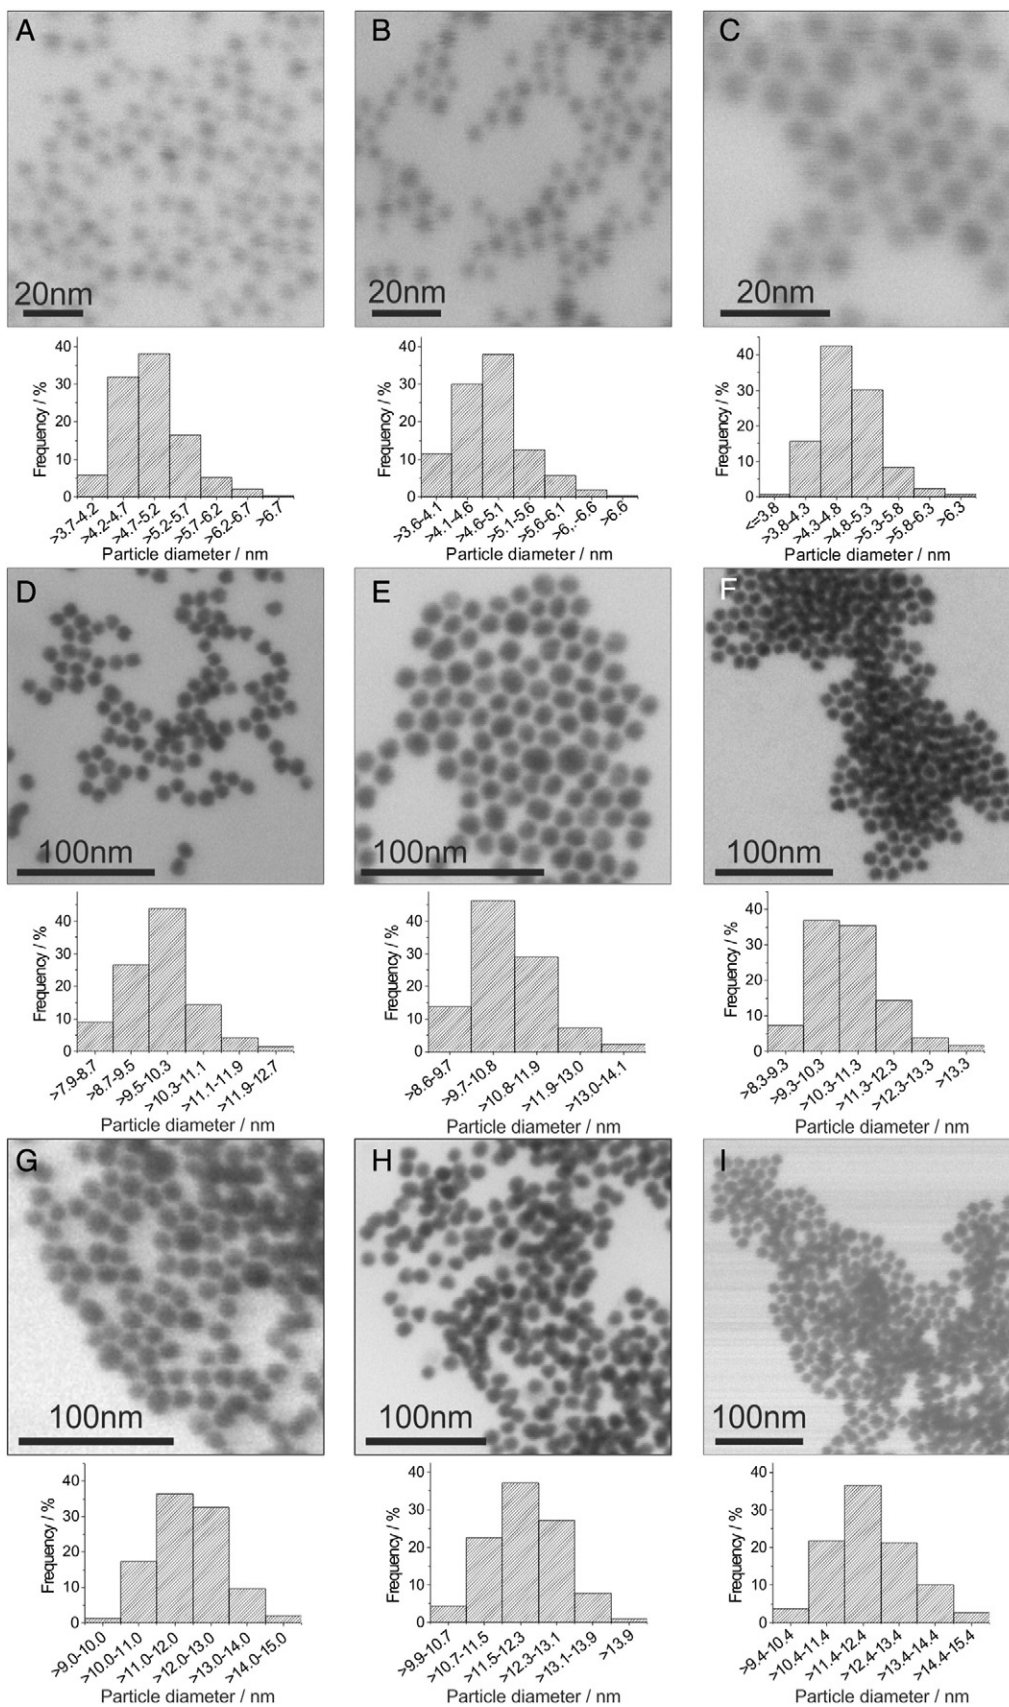 A
20nm
B
20nm
C
20nm
Frequency / %
40
30
20
10
0
>3.7-4.2
>4.2-4.7
>4.7-5.2
>5.2-5.7
>5.7-6.2
>6.2-6.7
>6.7
Particle diameter / nm
Frequency / %
40
30
20
10
0
>3.6-4.1
>4.1-4.6
>4.6-5.1
>5.1-5.6
>5.6-6.1
>6,.-6.6
>6.6
Particle diameter / nm
Frequency / %
40
30
20
10
0
<=3.8
>3.8-4.3
>4.3-4.8
>4.8-5.3
>5.3-5.8
>5.8-6.3
>6.3
Particle diameter / nm
D
100nm
E
100nm
F
100nm
Frequency / %
40
30
20
10
0
>7.9-8.7
>8.7-9.5
>9.5-10.3
>10.3-11.1
>11.1-11.9
>11.9-12.7
Particle diameter / nm
Frequency / %
40
30
20
10
0
>8.6-9.7
>9.7-10.8
>10.8-11.9
>11.9-13.0
>13.0-14.1
Particle diameter / nm
Frequency / %
40
30
20
10
0
>8.3-9.3
>9.3-10.3
>10.3-11.3
>11.3-12.3
>12.3-13.3
>13.3
Particle diameter / nm
G
100nm
H
100nm
I
100nm
Frequency / %
40
30
20
10
0
>9.0-10.0
>10.0-11.0
>11.0-12.0
>12.0-13.0
>13.0-14.0
>14.0-15.0
Particle diameter / nm
Frequency / %
40
30
20
10
0
>9.9-10.7
>10.7-11.5
>11.5-12.3
>12.3-13.1
>13.1-13.9
>13.9
Particle diameter / nm
Frequency / %
40
30
20
10
0
>9.4-10.4
>10.4-11.4
>11.4-12.4
>12.4-13.4
>13.4-14.4
>14.4-15.4
Particle diameter / nm